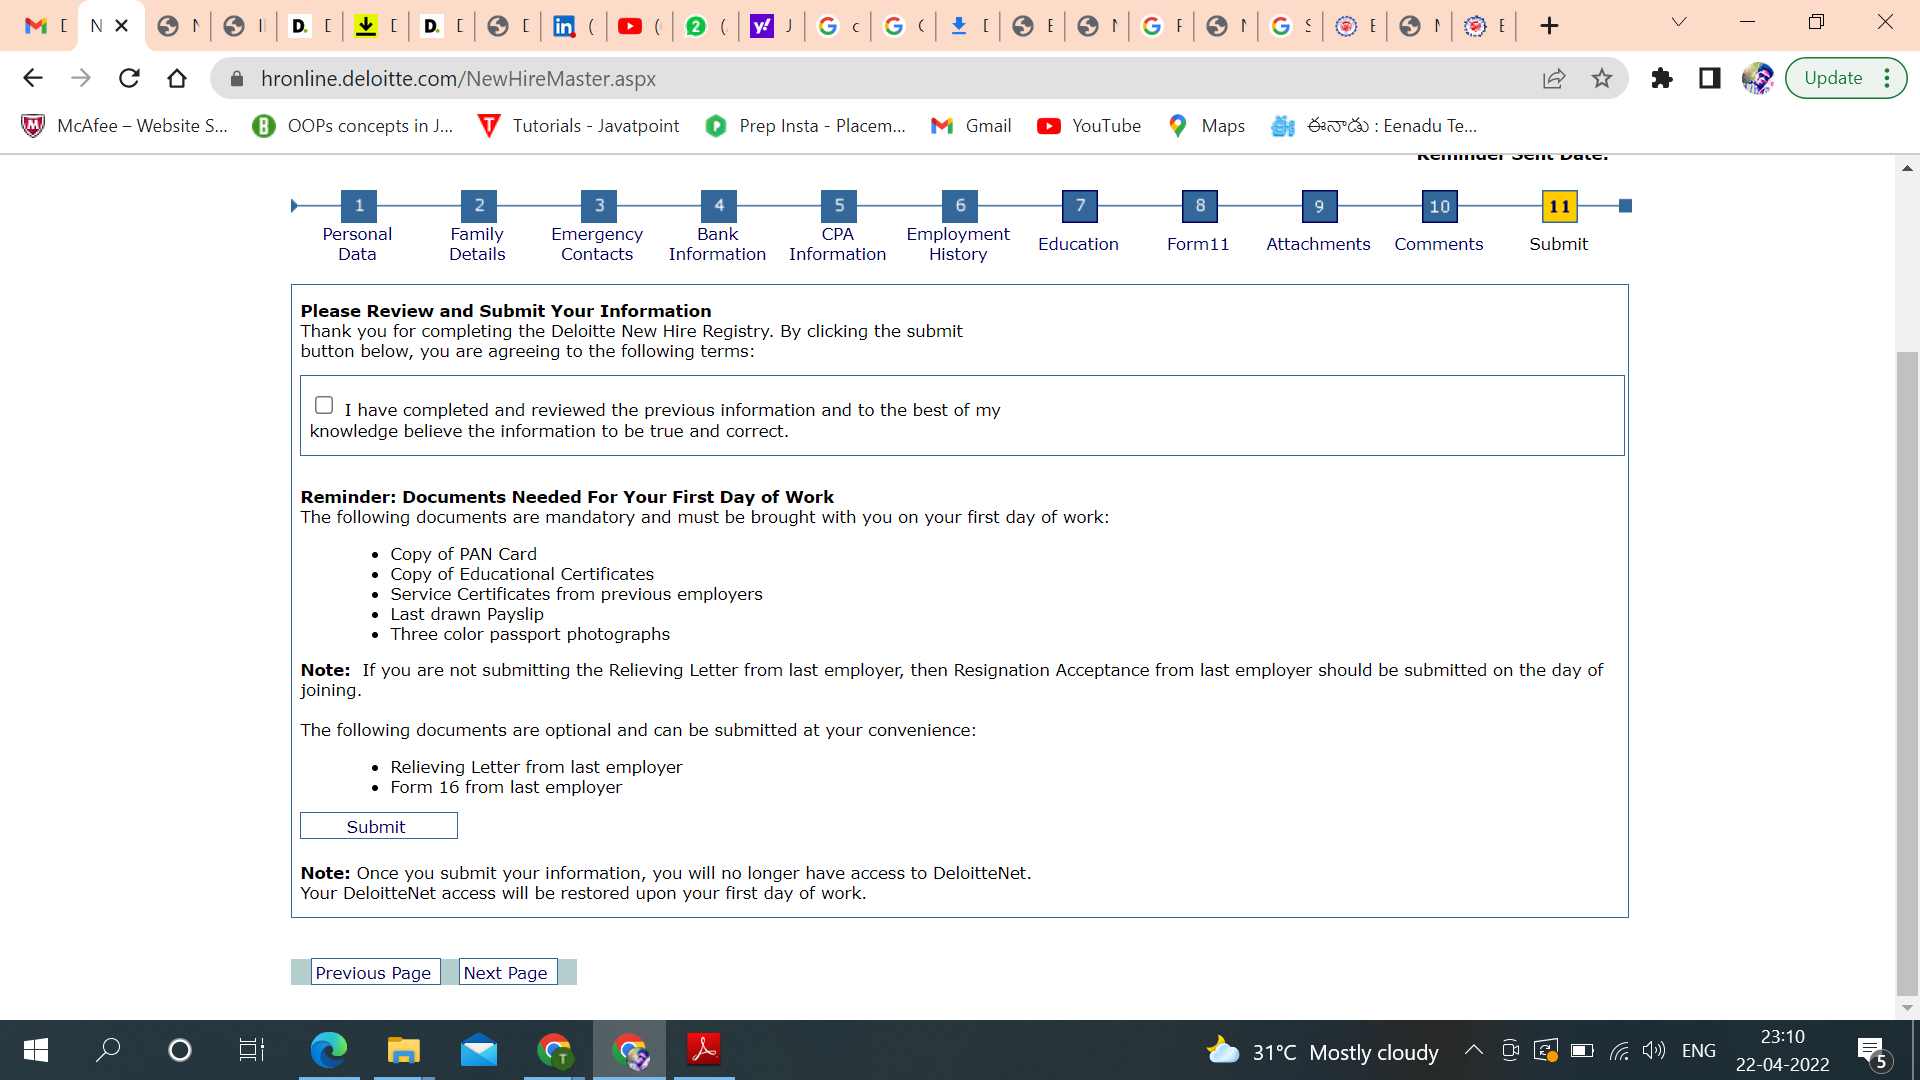 hronline.deloitte.com/NewHireMaster.aspx
Update
McAfee – Website S...
OOPs concepts in J...
Tutorials - Javatpoint
Prep Insta - Placem...
Gmail
YouTube
Maps
ఈనాడు : Eenadu Te...
Reminder Sent Date:
1 2 3 4 5 6 7 8 9 10 11
Personal Data
Family Details
Emergency Contacts
Bank Information
CPA Information
Employment History
Education
Form11
Attachments
Comments
Submit
Please Review and Submit Your Information
Thank you for completing the Deloitte New Hire Registry. By clicking the submit
button below, you are agreeing to the following terms:
I have completed and reviewed the previous information and to the best of my
knowledge believe the information to be true and correct.
Reminder: Documents Needed For Your First Day of Work
The following documents are mandatory and must be brought with you on your first day of work:
• Copy of PAN Card
• Copy of Educational Certificates
• Service Certificates from previous employers
• Last drawn Payslip
• Three color passport photographs
Note: If you are not submitting the Relieving Letter from last employer, then Resignation Acceptance from last employer should be submitted on the day of
joining.
The following documents are optional and can be submitted at your convenience:
• Relieving Letter from last employer
• Form 16 from last employer
Submit
Note: Once you submit your information, you will no longer have access to DeloitteNet.
Your DeloitteNet access will be restored upon your first day of work.
Previous Page
Next Page
31°C Mostly cloudy
ENG
23:10
22-04-2022
5